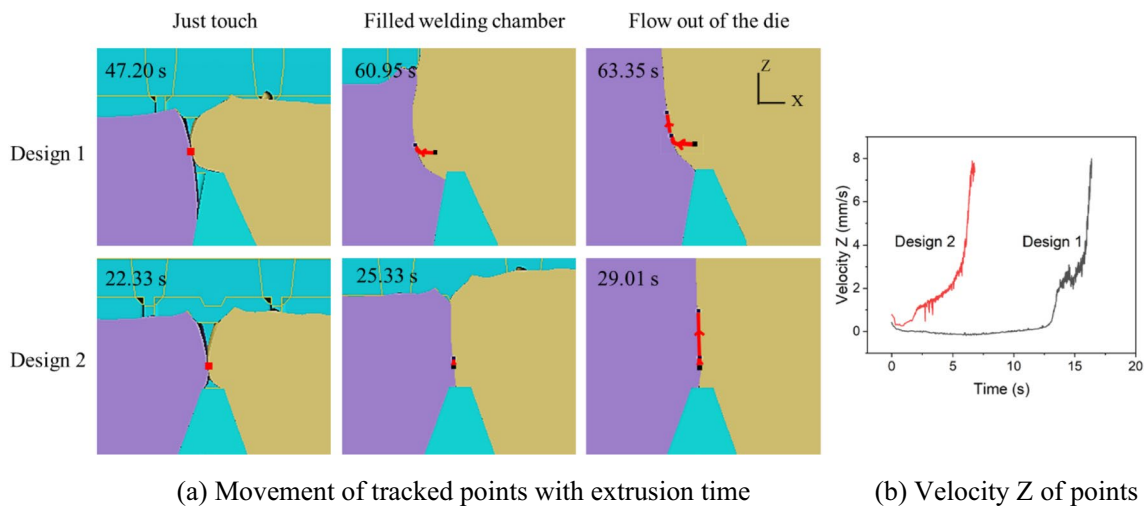 Just touch
Filled welding chamber
Flow out of the die
Design 1
47.20 s
60.95 s
63.35 s
Z
X
Design 2
22.33 s
25.33 s
29.01 s
Velocity Z (mm/s)
8
6
4
2
0
Design 2
Design 1
0
5
10
15
20
Time (s)
(a) Movement of tracked points with extrusion time
(b) Velocity Z of points